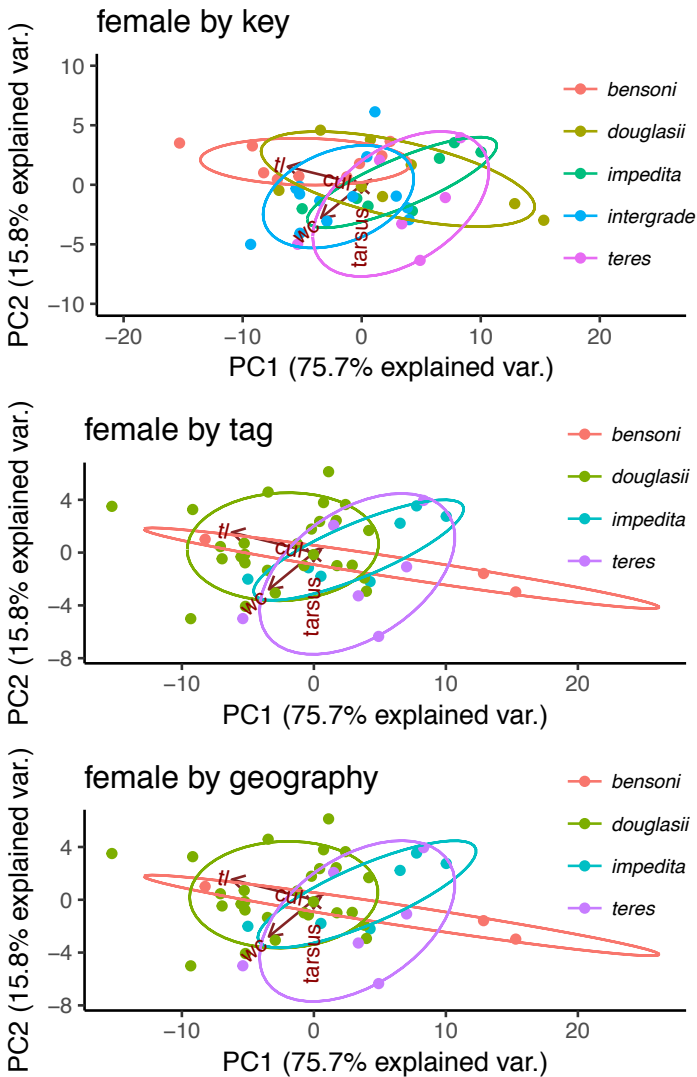 female by key
PC2 (15.8% explained var.)
10
5
0
−5
−10
tl
cul
wc
tarsus
−20
−10
0
10
20
PC1 (75.7% explained var.)
bensoni
douglasii
impedita
intergrade
teres
female by tag
PC2 (15.8% explained var.)
4
0
−4
−8
tl
cul
wc
tarsus
−10
0
10
20
PC1 (75.7% explained var.)
bensoni
douglasii
impedita
teres
female by geography
PC2 (15.8% explained var.)
4
0
−4
−8
tl
cul
wc
tarsus
−10
0
10
20
PC1 (75.7% explained var.)
bensoni
douglasii
impedita
teres